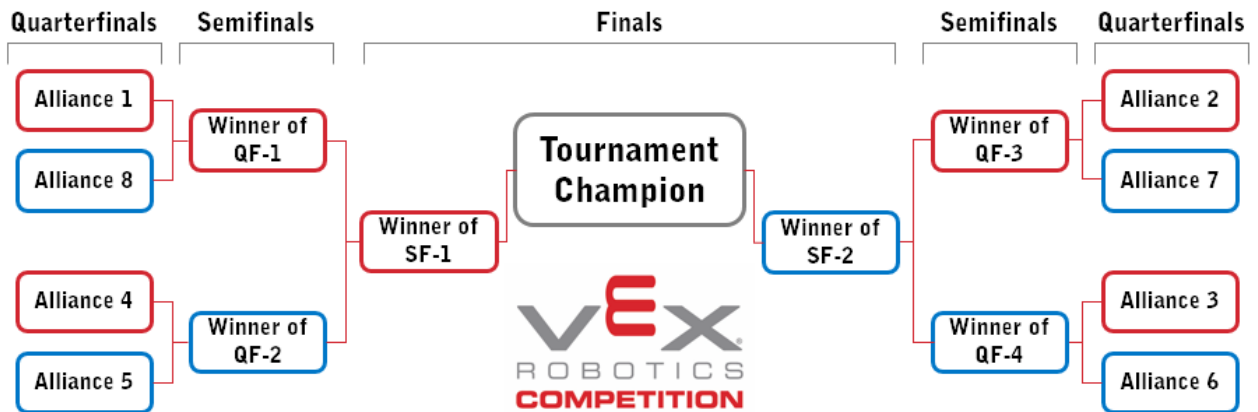 Quarterfinals
Semifinals
Finals
Semifinals
Quarterfinals
Alliance 1
Alliance 8
Alliance 4
Alliance 5
Winner of
QF-1
Winner of
QF-2
Winner of
SF-1
Tournament
Champion
Winner of
SF-2
Winner of
QF-3
Winner of
QF-4
Alliance 2
Alliance 7
Alliance 3
Alliance 6
VEX
ROBOTICS
COMPETITION